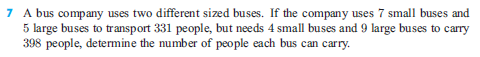 7 A bus company uses two different sized buses. If the company uses 7 small buses and
5 large buses to transport 331 people, but needs 4 small buses and 9 large buses to carry
398 people, determine the number of people each bus can carry.